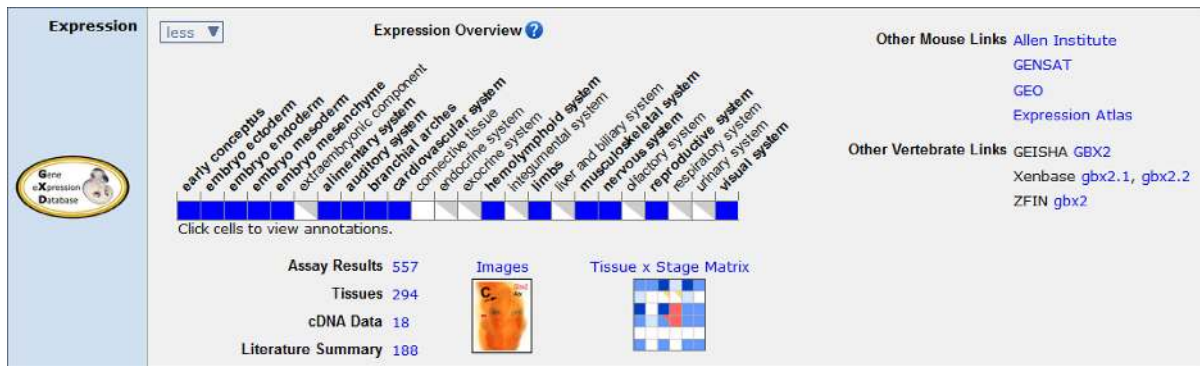 Expression
less ▼
Expression Overview ?
early conceptus
embryo ectoderm
embryo endoderm
embryo mesoderm
embryo mesenchyme
extraembryonic component
alimentary system
auditory system
branchial arches
cardiovascular system
connective tissue
endocrine system
exocrine system
hemolymphoid system
integumental system
limbs
liver and biliary system
musculoskeletal system
nervous system
olfactory system
reproductive system
respiratory system
urinary system
visual system
Click cells to view annotations.
Gene
eXpression
Database
Assay Results 557
Tissues 294
cDNA Data 18
Literature Summary 188
Images
C
Gbx2
Tissue x Stage Matrix
Other Mouse Links Allen Institute
GENSAT
GEO
Expression Atlas
Other Vertebrate Links GEISHA GBX2
Xenbase gbx2.1, gbx2.2
ZFIN gbx2